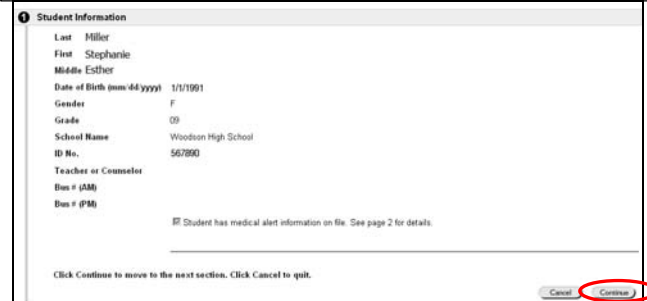 1 Student Information
Last Miller
First Stephanie
Middle Esther
Date of Birth (mm/dd/yyyy) 1/1/1991
Gender F
Grade 09
School Name Woodson High School
ID No. 567890
Teacher or Counselor
Bus # (AM)
Bus # (PM)
Student has medical alert information on file. See page 2 for details.
Click Continue to move to the next section. Click Cancel to quit.
Cancel Continue